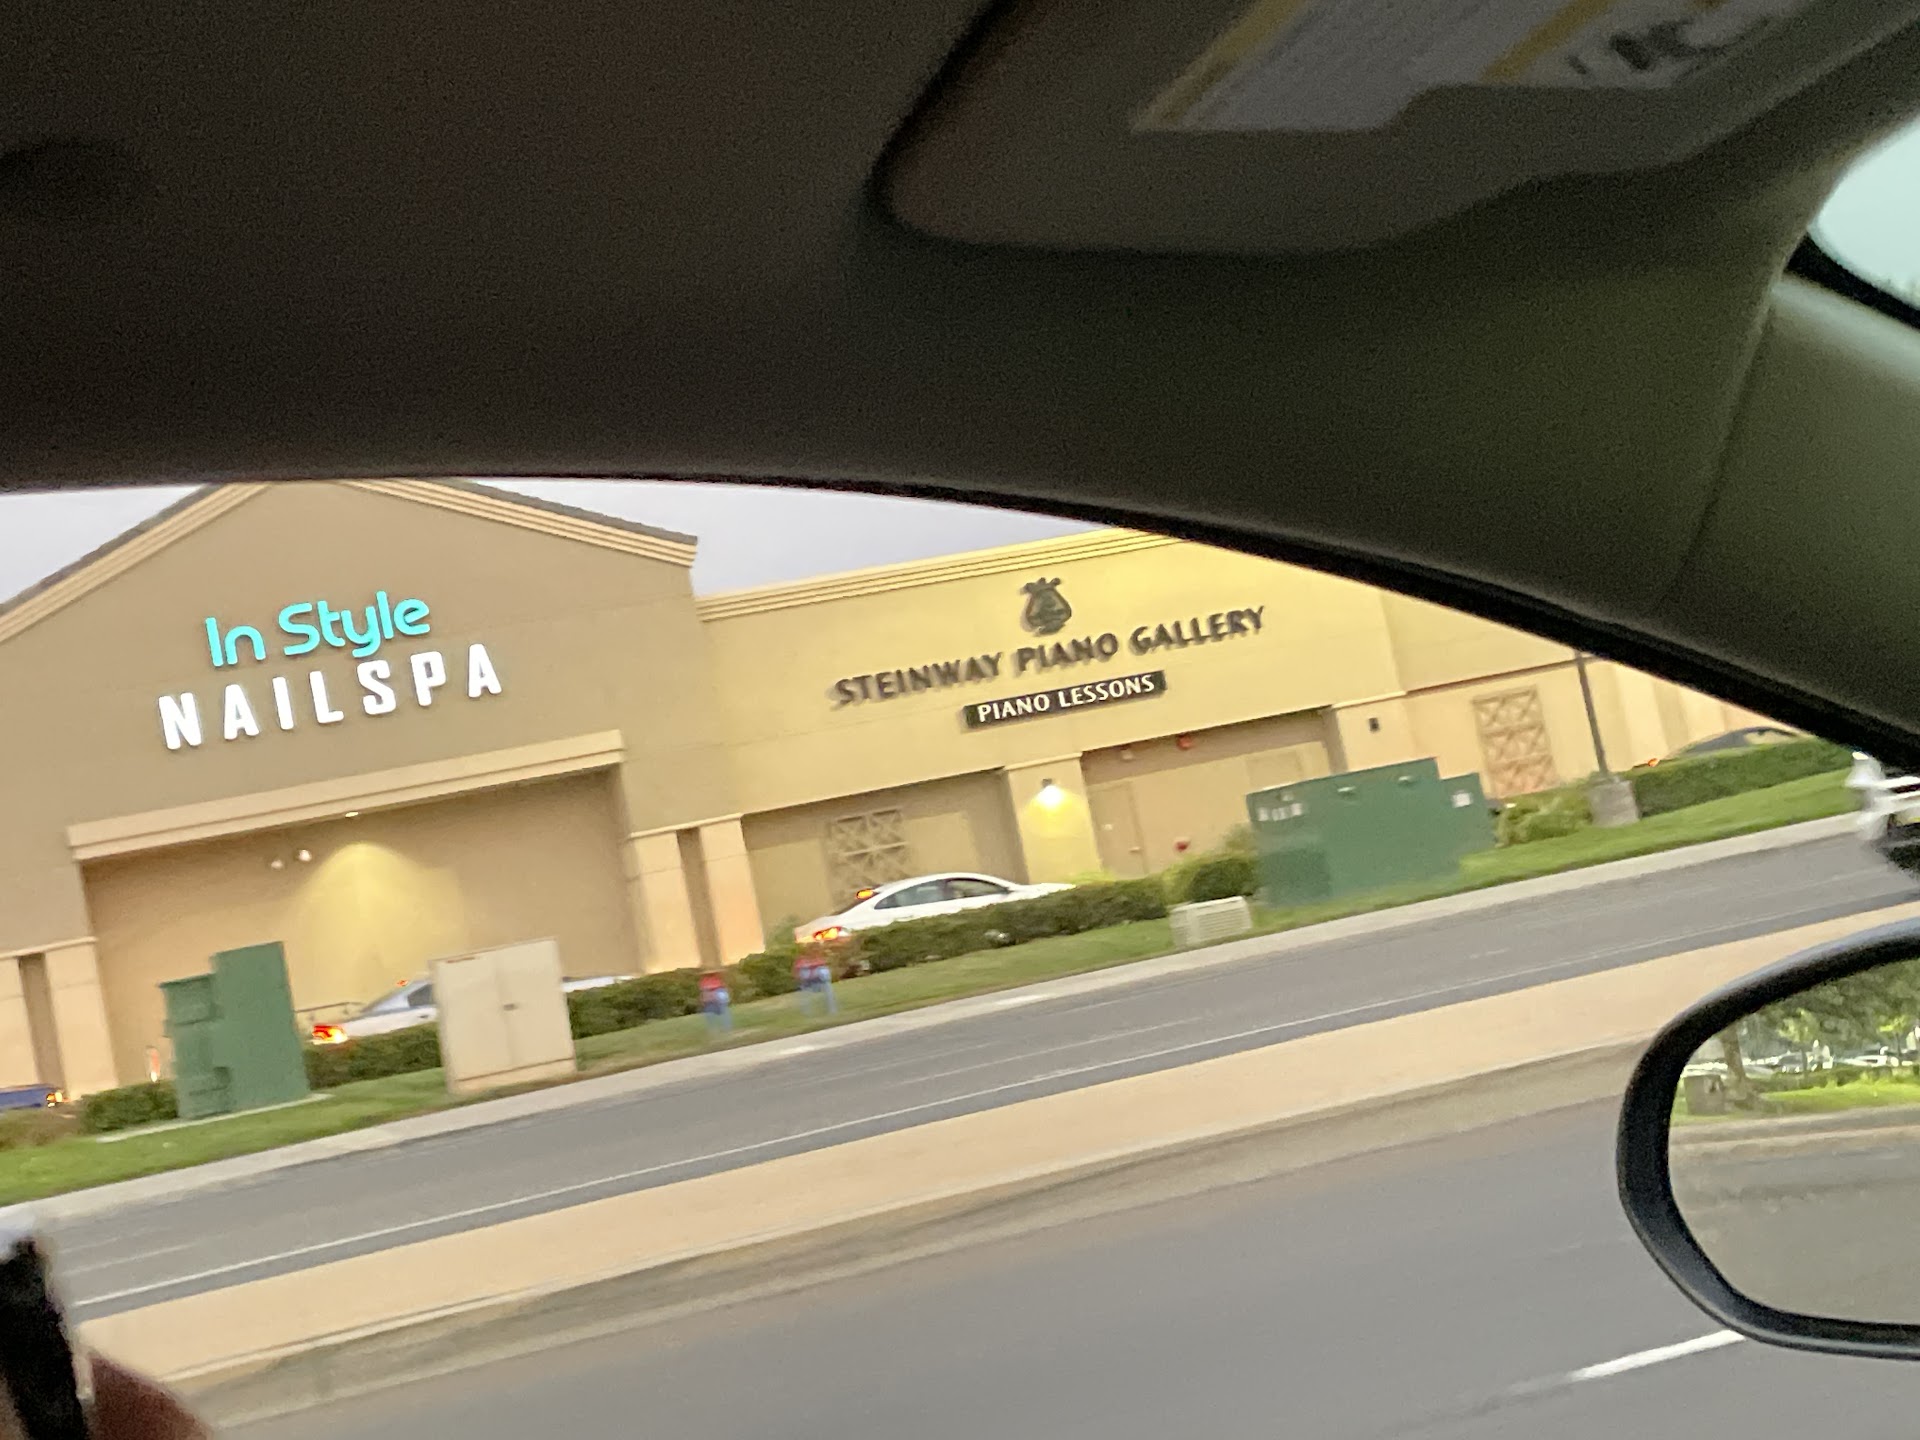 In Style
NAILSPA
STEINWAY PIANO GALLERY
PIANO LESSONS